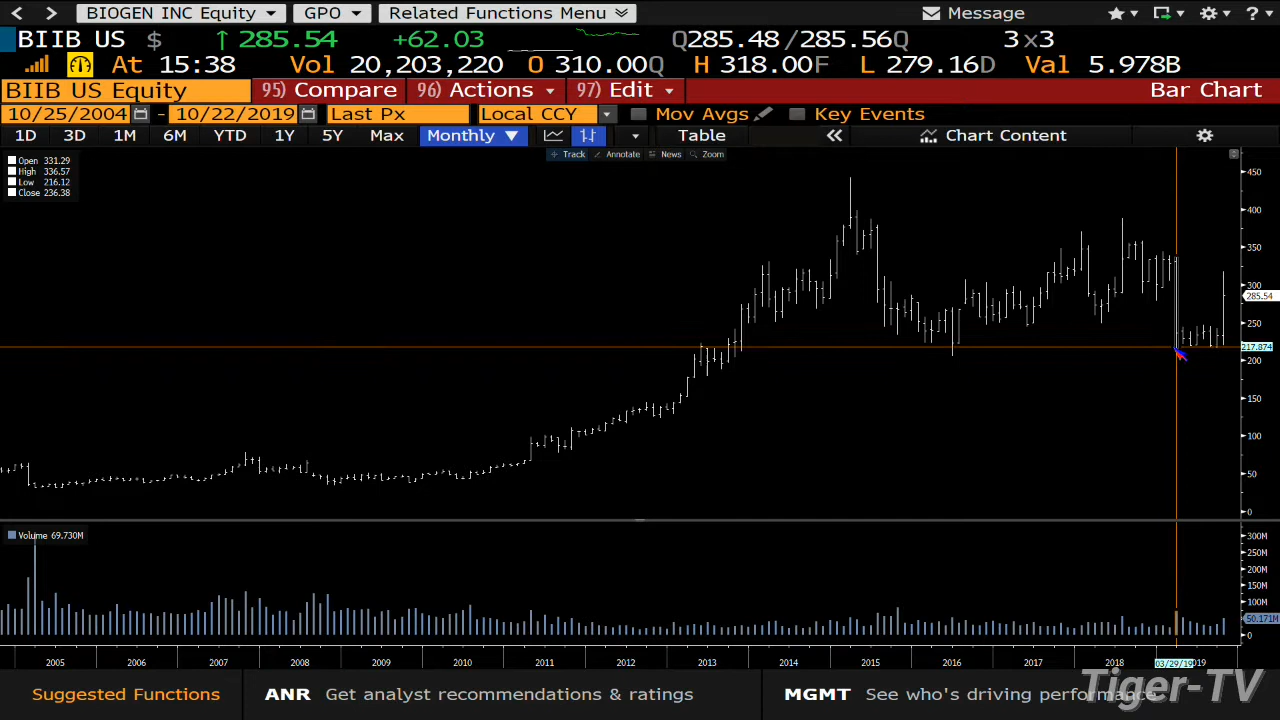 BIOGEN INC Equity GPO Related Functions Menu Message
BIIB US $ ↑ 285.54 +62.03 Q285.48 / 285.56Q 3x3
At 15:38 Vol 20,203,220 O 310.00Q H 318.00F L 279.16D Val 5.978B
BIIB US Equity 95) Compare 96) Actions 97) Edit Bar Chart
10/25/2004 - 10/22/2019 Last Px Local CCY Mov Avgs Key Events
1D 3D 1M 6M YTD 1Y 5Y Max Monthly ▼ Table « Chart Content
Track Annotate News Zoom
Open 331.29
High 336.57
Low 216.12
Close 236.38
450
400
350
300
285.54
250
217.874
200
150
100
50
0
Volume 69.730M
300M
250M
200M
150M
100M
50.171M
0
2005 2006 2007 2008 2009 2010 2011 2012 2013 2014 2015 2016 2017 2018 03/29/19 2019
Suggested Functions ANR Get analyst recommendations & ratings MGMT See who's driving performance
Tiger-TV